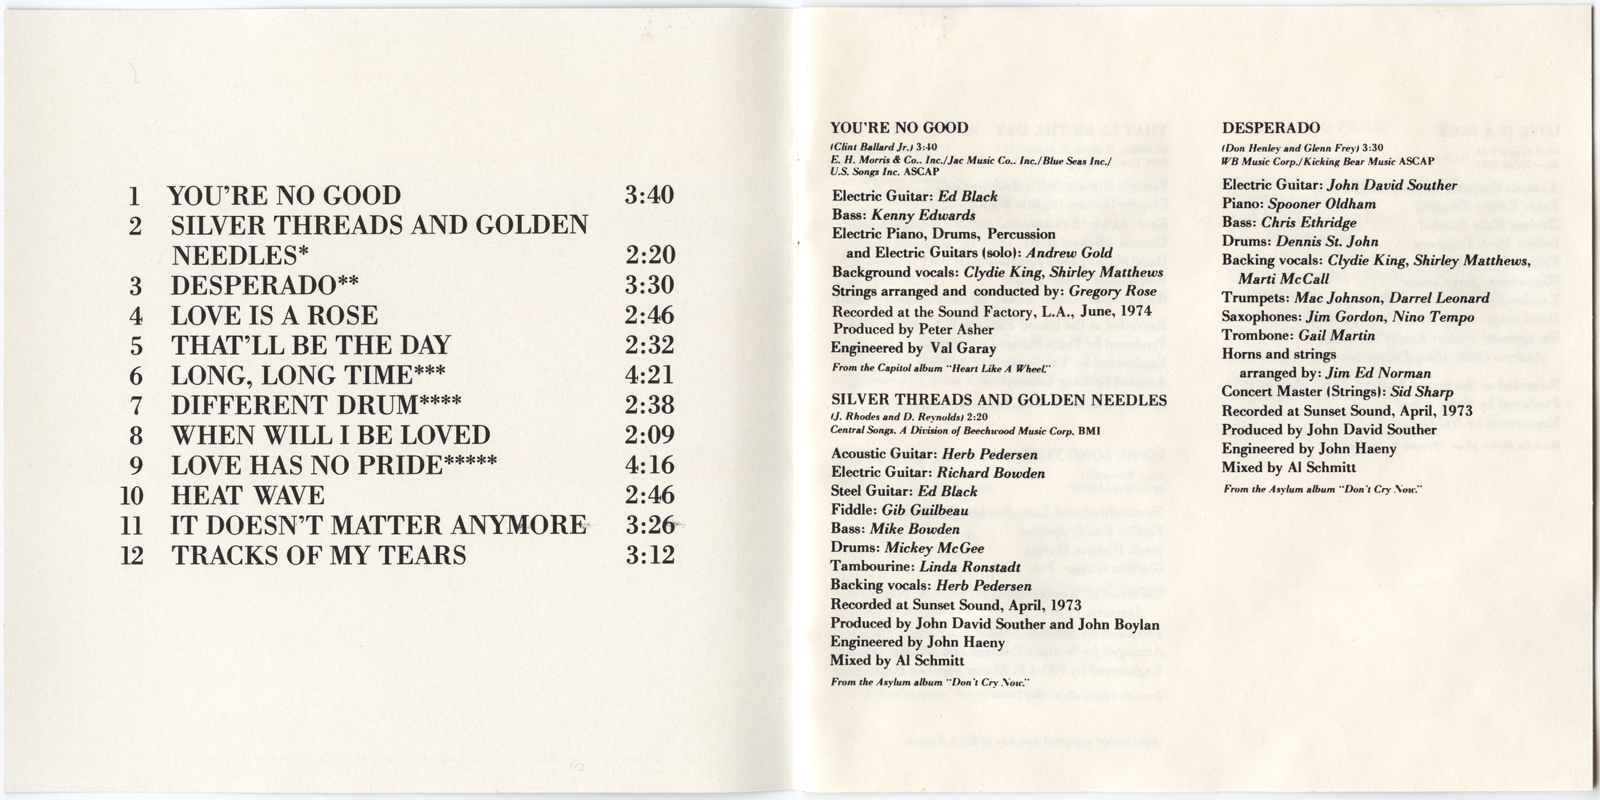 1 YOU'RE NO GOOD 3:40
2 SILVER THREADS AND GOLDEN
NEEDLES* 2:20
3 DESPERADO** 3:30
4 LOVE IS A ROSE 2:46
5 THAT'LL BE THE DAY 2:32
6 LONG, LONG TIME*** 4:21
7 DIFFERENT DRUM**** 2:38
8 WHEN WILL I BE LOVED 2:09
9 LOVE HAS NO PRIDE***** 4:16
10 HEAT WAVE 2:46
11 IT DOESN'T MATTER ANYMORE 3:26
12 TRACKS OF MY TEARS 3:12
YOU'RE NO GOOD
(Clint Ballard Jr.) 3:40
E. H. Morris & Co.. Inc./Jac Music Co.. Inc./Blue Seas Inc./
U.S. Songs Inc. ASCAP
Electric Guitar: Ed Black
Bass: Kenny Edwards
Electric Piano, Drums, Percussion
and Electric Guitars (solo): Andrew Gold
Background vocals: Clydie King, Shirley Matthews
Strings arranged and conducted by: Gregory Rose
Recorded at the Sound Factory, L.A., June, 1974
Produced by Peter Asher
Engineered by Val Garay
From the Capitol album "Heart Like A Wheel."
SILVER THREADS AND GOLDEN NEEDLES
(J. Rhodes and D. Reynolds) 2:20
Central Songs. A Division of Beechwood Music Corp. BMI
Acoustic Guitar: Herb Pedersen
Electric Guitar: Richard Bowden
Steel Guitar: Ed Black
Fiddle: Gib Guilbeau
Bass: Mike Bowden
Drums: Mickey McGee
Tambourine: Linda Ronstadt
Backing vocals: Herb Pedersen
Recorded at Sunset Sound, April, 1973
Produced by John David Souther and John Boylan
Engineered by John Haeny
Mixed by Al Schmitt
From the Asylum album "Don't Cry Now."
DESPERADO
(Don Henley and Glenn Frey) 3:30
WB Music Corp./Kicking Bear Music ASCAP
Electric Guitar: John David Souther
Piano: Spooner Oldham
Bass: Chris Ethridge
Drums: Dennis St. John
Backing vocals: Clydie King, Shirley Matthews,
Marti McCall
Trumpets: Mac Johnson, Darrel Leonard
Saxophones: Jim Gordon, Nino Tempo
Trombone: Gail Martin
Horns and strings
arranged by: Jim Ed Norman
Concert Master (Strings): Sid Sharp
Recorded at Sunset Sound, April, 1973
Produced by John David Souther
Engineered by John Haeny
Mixed by Al Schmitt
From the Asylum album "Don't Cry Now."